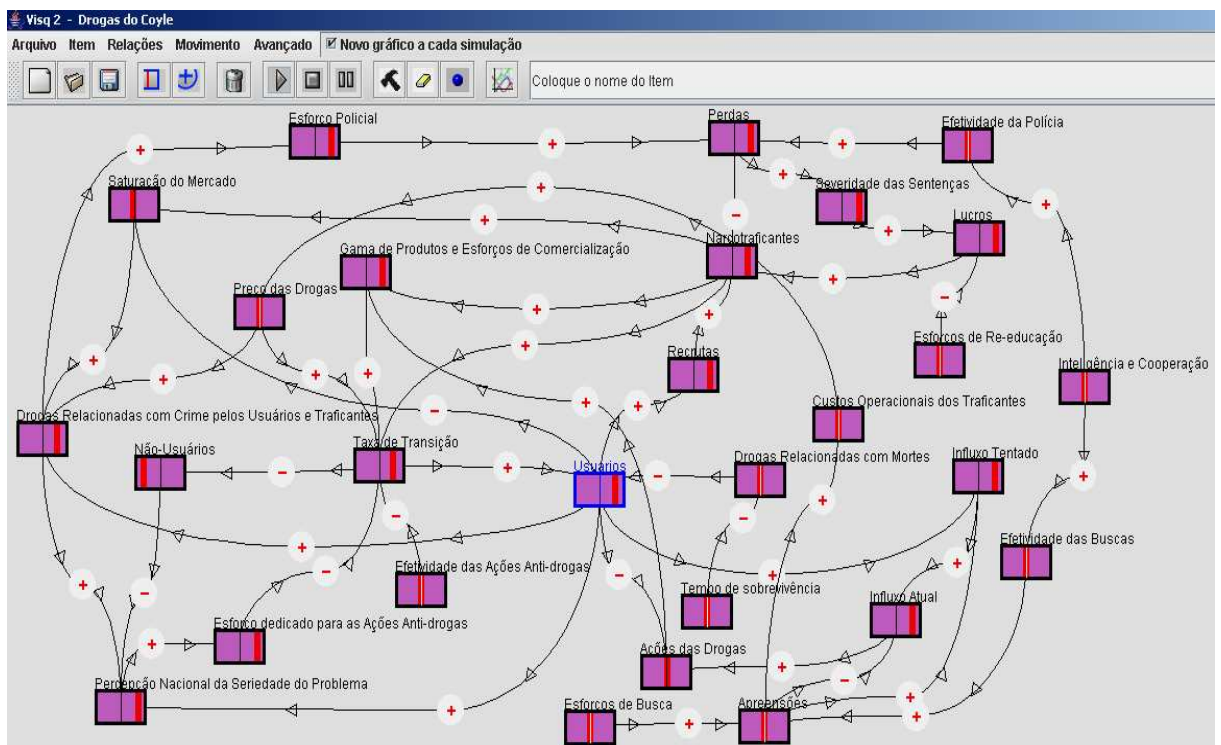 Visq 2 - Drogas do Coyle
Arquivo Item Relações Movimento Avançado Novo gráfico a cada simulação
Coloque o nome do Item
Esforço Policial
Perdas
Efetividade da Polícia
+
+
+
+
Saturação do Mercado
Severidade das Sentenças
+
+
+
-
+
Lucros
Narcotraficantes
Gama de Produtos e Esforços de Comercialização
+
Preço das Drogas
-
+
+
Esforços de Re-educação
+
Recrutas
Inteligência e Cooperação
+
+
+
+
Custos Operacionais dos Traficantes
+
+
-
Drogas Relacionadas com Crime pelos Usuários e Traficantes
Taxa de Transição
Não-Usuários
Drogas Relacionadas com Mortes
Influxo Tentado
-
+
Usuários
-
+
+
-
-
Efetividade das Buscas
+
+
Efetividade das Ações Anti-drogas
-
-
+
Tempo de sobrevivência
Influxo Atual
+
-
Esforço dedicado para as Ações Anti-drogas
+
Ações das Drogas
+
-
Percepção Nacional da Seriedade do Problema
Esforços de Busca
Apreensões
+
+
+
+